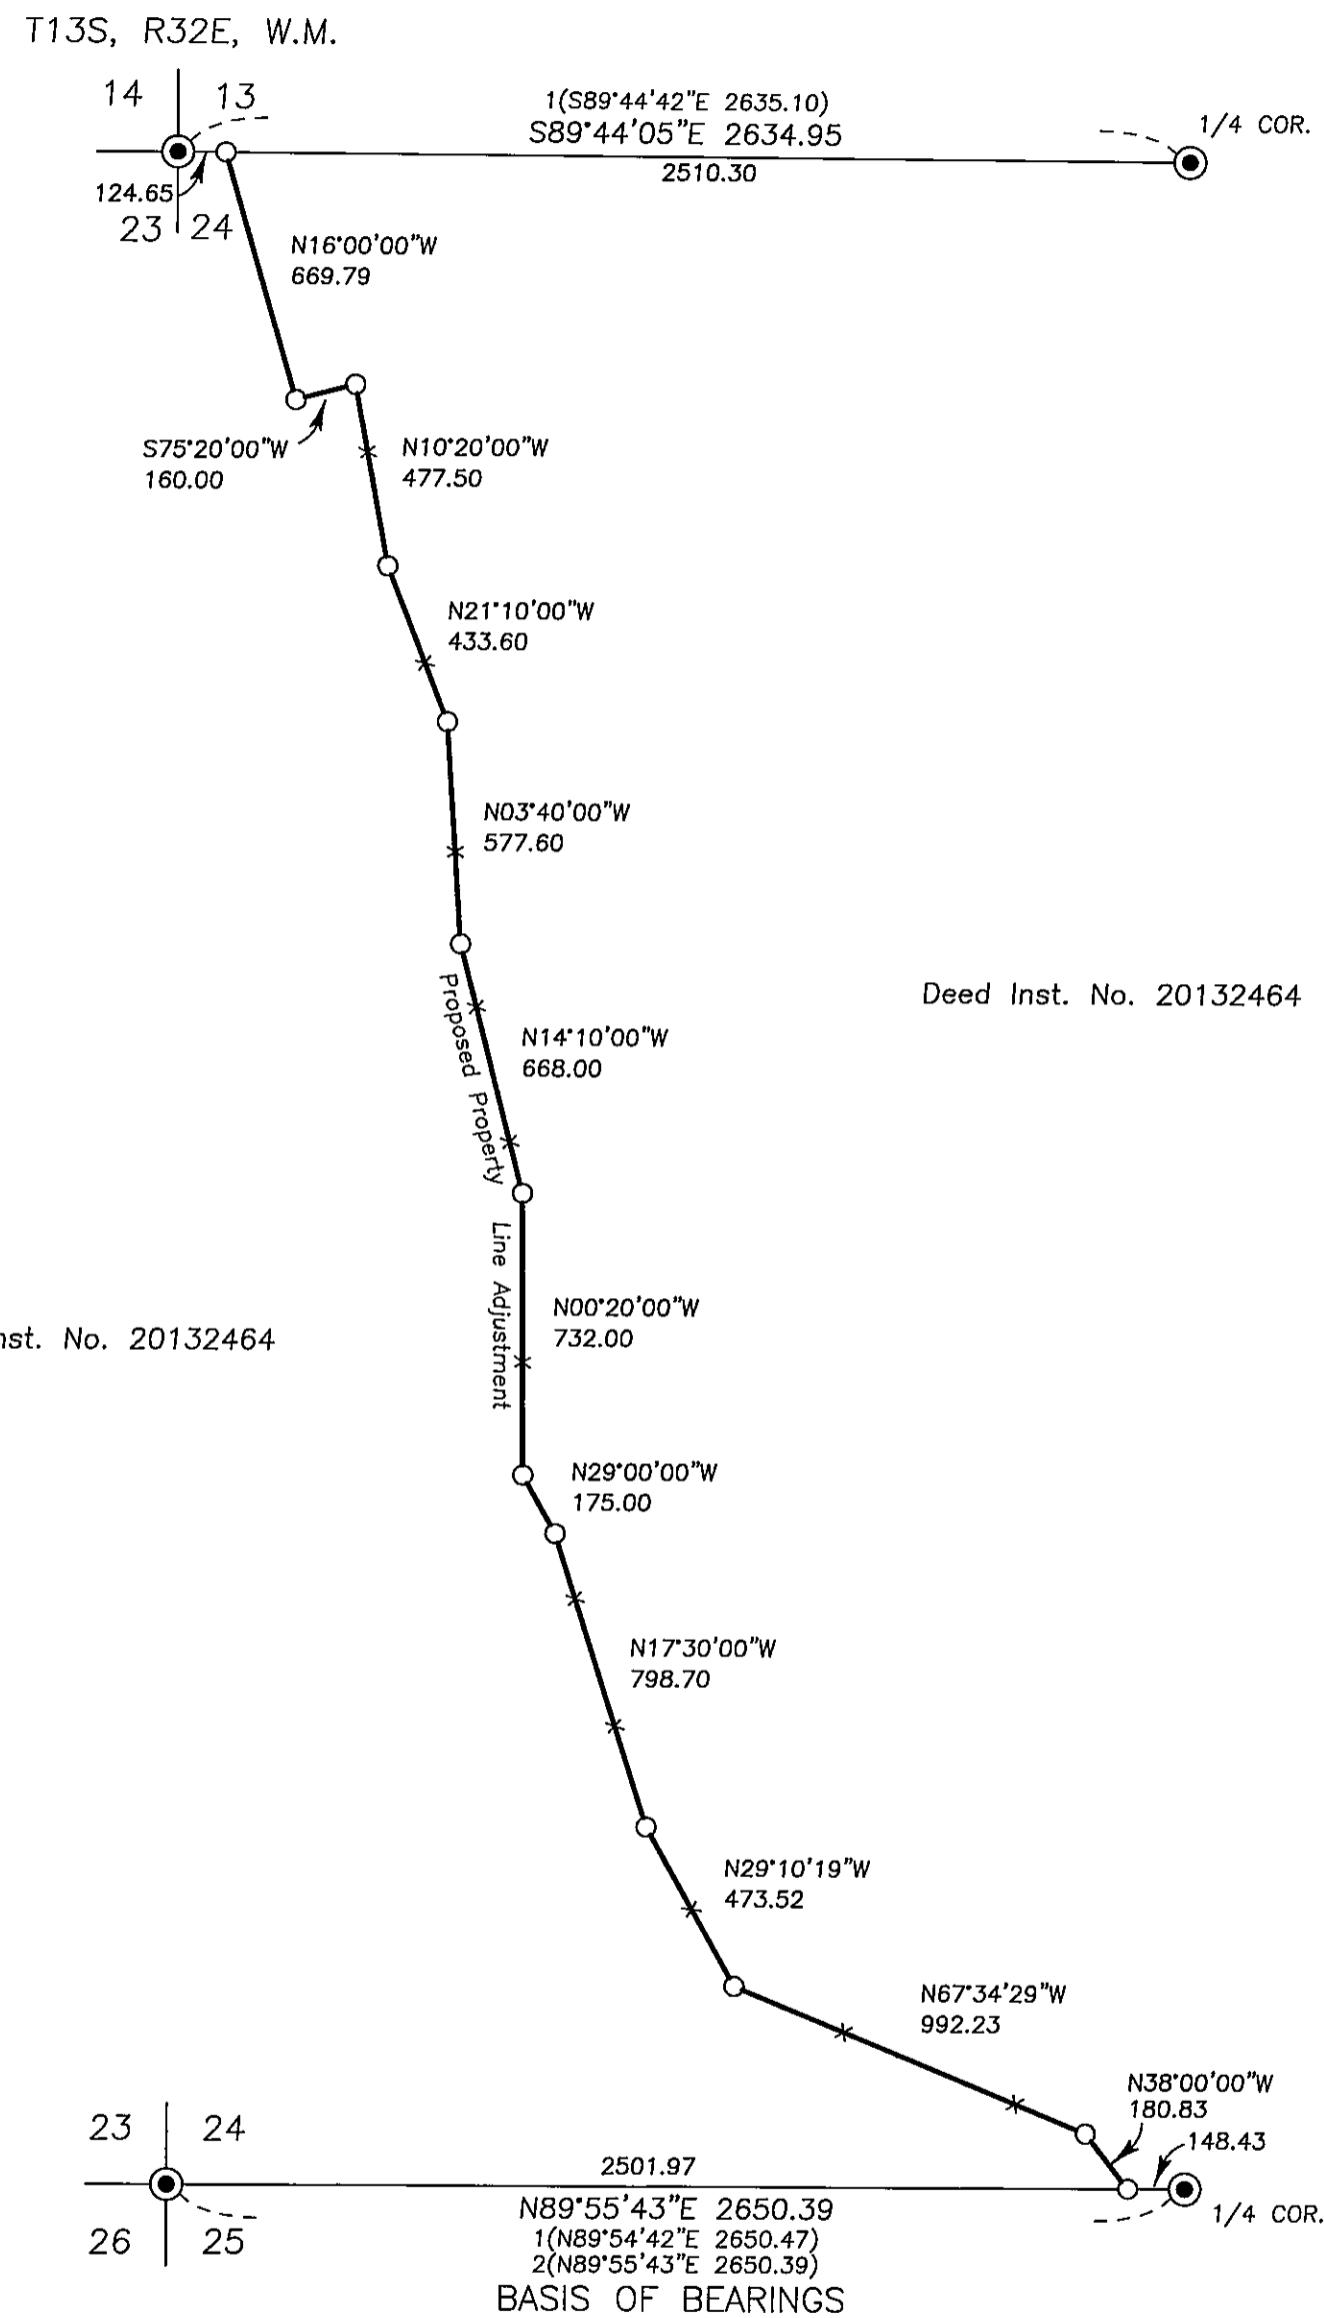 T13S, R32E, W.M.
14
13
1(S89°44'42"E 2635.10)
S89°44'05"E 2634.95
1/4 COR.
2510.30
124.65
23
24
N16°00'00"W
669.79
S75°20'00"W
160.00
N10°20'00"W
477.50
N21°10'00"W
433.60
N03°40'00"W
577.60
Proposed Property Line Adjustment
Deed Inst. No. 20132464
N14°10'00"W
668.00
N00°20'00"W
732.00
nst. No. 20132464
N29°00'00"W
175.00
N17°30'00"W
798.70
N29°10'19"W
473.52
N67°34'29"W
992.23
N38°00'00"W
180.83
148.43
23
24
2501.97
N89°55'43"E 2650.39
1/4 COR.
26
25
1(N89°54'42"E 2650.47)
2(N89°55'43"E 2650.39)
BASIS OF BEARINGS